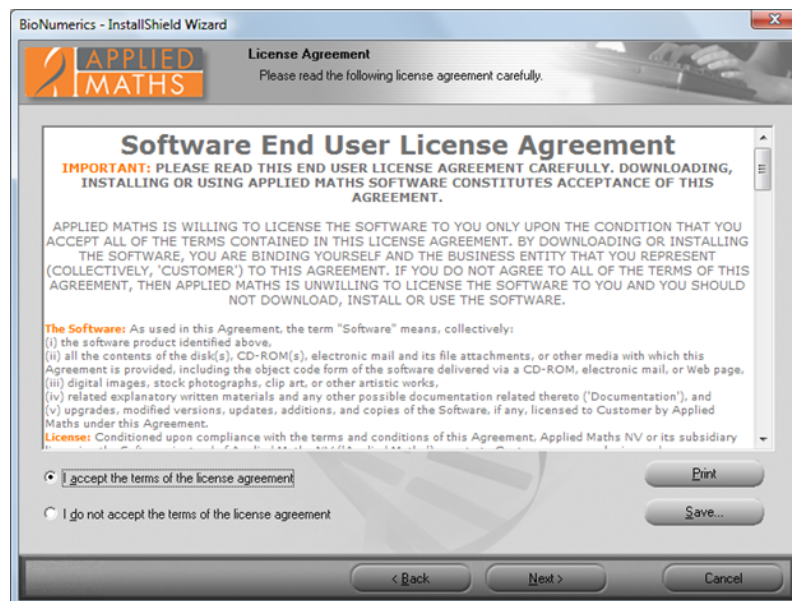 BioNumerics - InstallShield Wizard
APPLIED
MATHS
License Agreement
Please read the following license agreement carefully.
Software End User License Agreement
IMPORTANT: PLEASE READ THIS END USER LICENSE AGREEMENT CAREFULLY. DOWNLOADING,
INSTALLING OR USING APPLIED MATHS SOFTWARE CONSTITUTES ACCEPTANCE OF THIS
AGREEMENT.
APPLIED MATHS IS WILLING TO LICENSE THE SOFTWARE TO YOU ONLY UPON THE CONDITION THAT YOU
ACCEPT ALL OF THE TERMS CONTAINED IN THIS LICENSE AGREEMENT. BY DOWNLOADING OR INSTALLING
THE SOFTWARE, YOU ARE BINDING YOURSELF AND THE BUSINESS ENTITY THAT YOU REPRESENT
(COLLECTIVELY, 'CUSTOMER') TO THIS AGREEMENT. IF YOU DO NOT AGREE TO ALL OF THE TERMS OF THIS
AGREEMENT, THEN APPLIED MATHS IS UNWILLING TO LICENSE THE SOFTWARE TO YOU AND YOU SHOULD
NOT DOWNLOAD, INSTALL OR USE THE SOFTWARE.
The Software: As used in this Agreement, the term "Software" means, collectively:
(i) the software product identified above,
(ii) all the contents of the disk(s), CD-ROM(s), electronic mail and its file attachments, or other media with which this
Agreement is provided, including the object code form of the software delivered via a CD-ROM, electronic mail, or Web page,
(iii) digital images, stock photographs, clip art, or other artistic works,
(iv) related explanatory written materials and any other possible documentation related thereto ('Documentation'), and
(v) upgrades, modified versions, updates, additions, and copies of the Software, if any, licensed to Customer by Applied
Maths under this Agreement.
License: Conditioned upon compliance with the terms and conditions of this Agreement, Applied Maths NV or its subsidiary
I accept the terms of the license agreement
Print
I do not accept the terms of the license agreement
Save...
< Back
Next >
Cancel